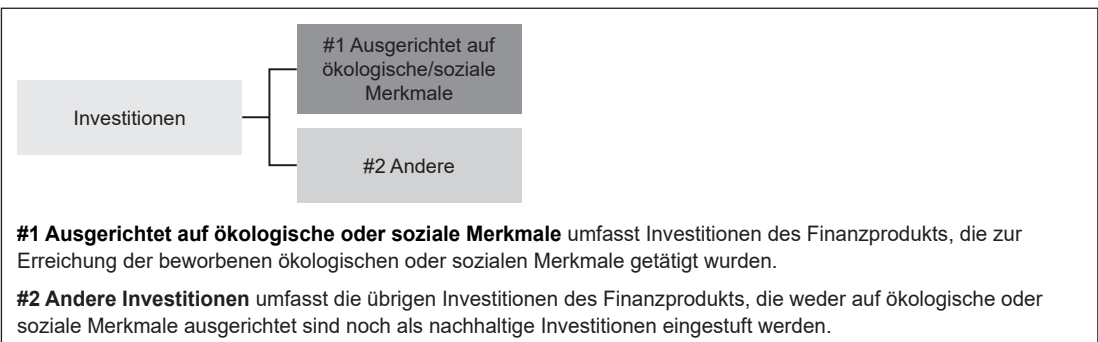 #1 Ausgerichtet auf
ökologische/soziale
Merkmale
Investitionen
#2 Andere
#1 Ausgerichtet auf ökologische oder soziale Merkmale umfasst Investitionen des Finanzprodukts, die zur
Erreichung der beworbenen ökologischen oder sozialen Merkmale getätigt wurden.
#2 Andere Investitionen umfasst die übrigen Investitionen des Finanzprodukts, die weder auf ökologische oder
soziale Merkmale ausgerichtet sind noch als nachhaltige Investitionen eingestuft werden.